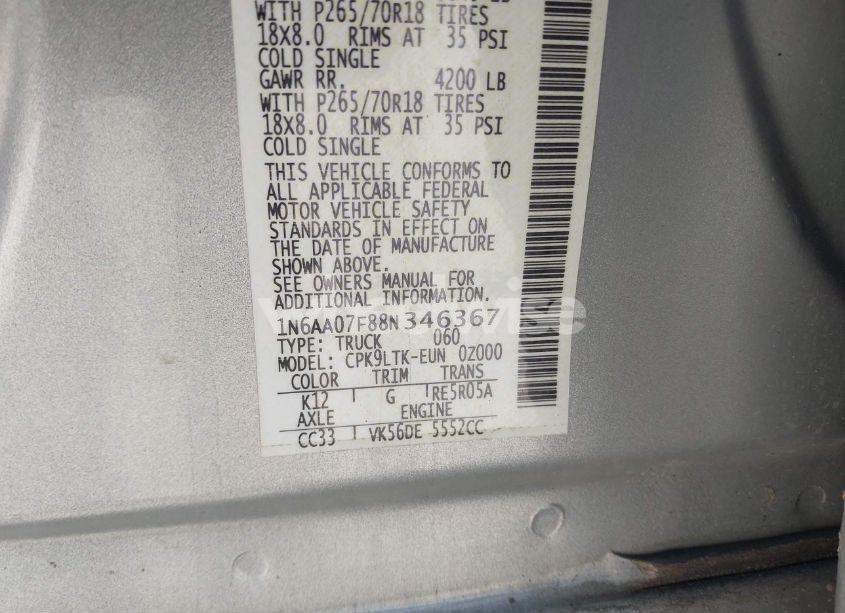 WITH P265/70R18 TIRES
18X8.0 RIMS AT 35 PSI
COLD SINGLE
GAWR RR. 4200 LB
WITH P265/70R18 TIRES
18X8.0 RIMS AT 35 PSI
COLD SINGLE
THIS VEHICLE CONFORMS TO
ALL APPLICABLE FEDERAL
MOTOR VEHICLE SAFETY
STANDARDS IN EFFECT ON
THE DATE OF MANUFACTURE
SHOWN ABOVE.
SEE OWNERS MANUAL FOR
ADDITIONAL INFORMATION.
1N6AA07F88N346367
TYPE: TRUCK 060
MODEL: CPK9LTK-EUN 0Z000
COLOR TRIM TRANS
K12 G RE5R05A
AXLE ENGINE
CC33 VK56DE 5552CC